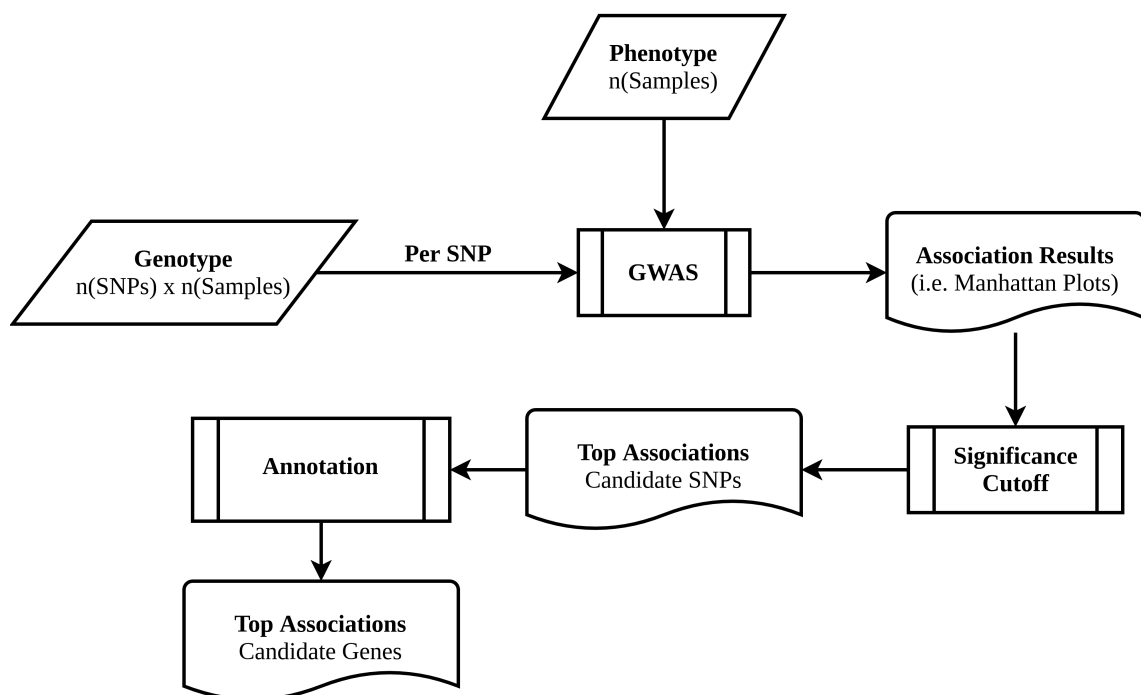 Phenotype
n(Samples)
Genotype
n(SNPs) x n(Samples)
Per SNP
GWAS
Association Results
(i.e. Manhattan Plots)
Annotation
Top Associations
Candidate SNPs
Significance
Cutoff
Top Associations
Candidate Genes